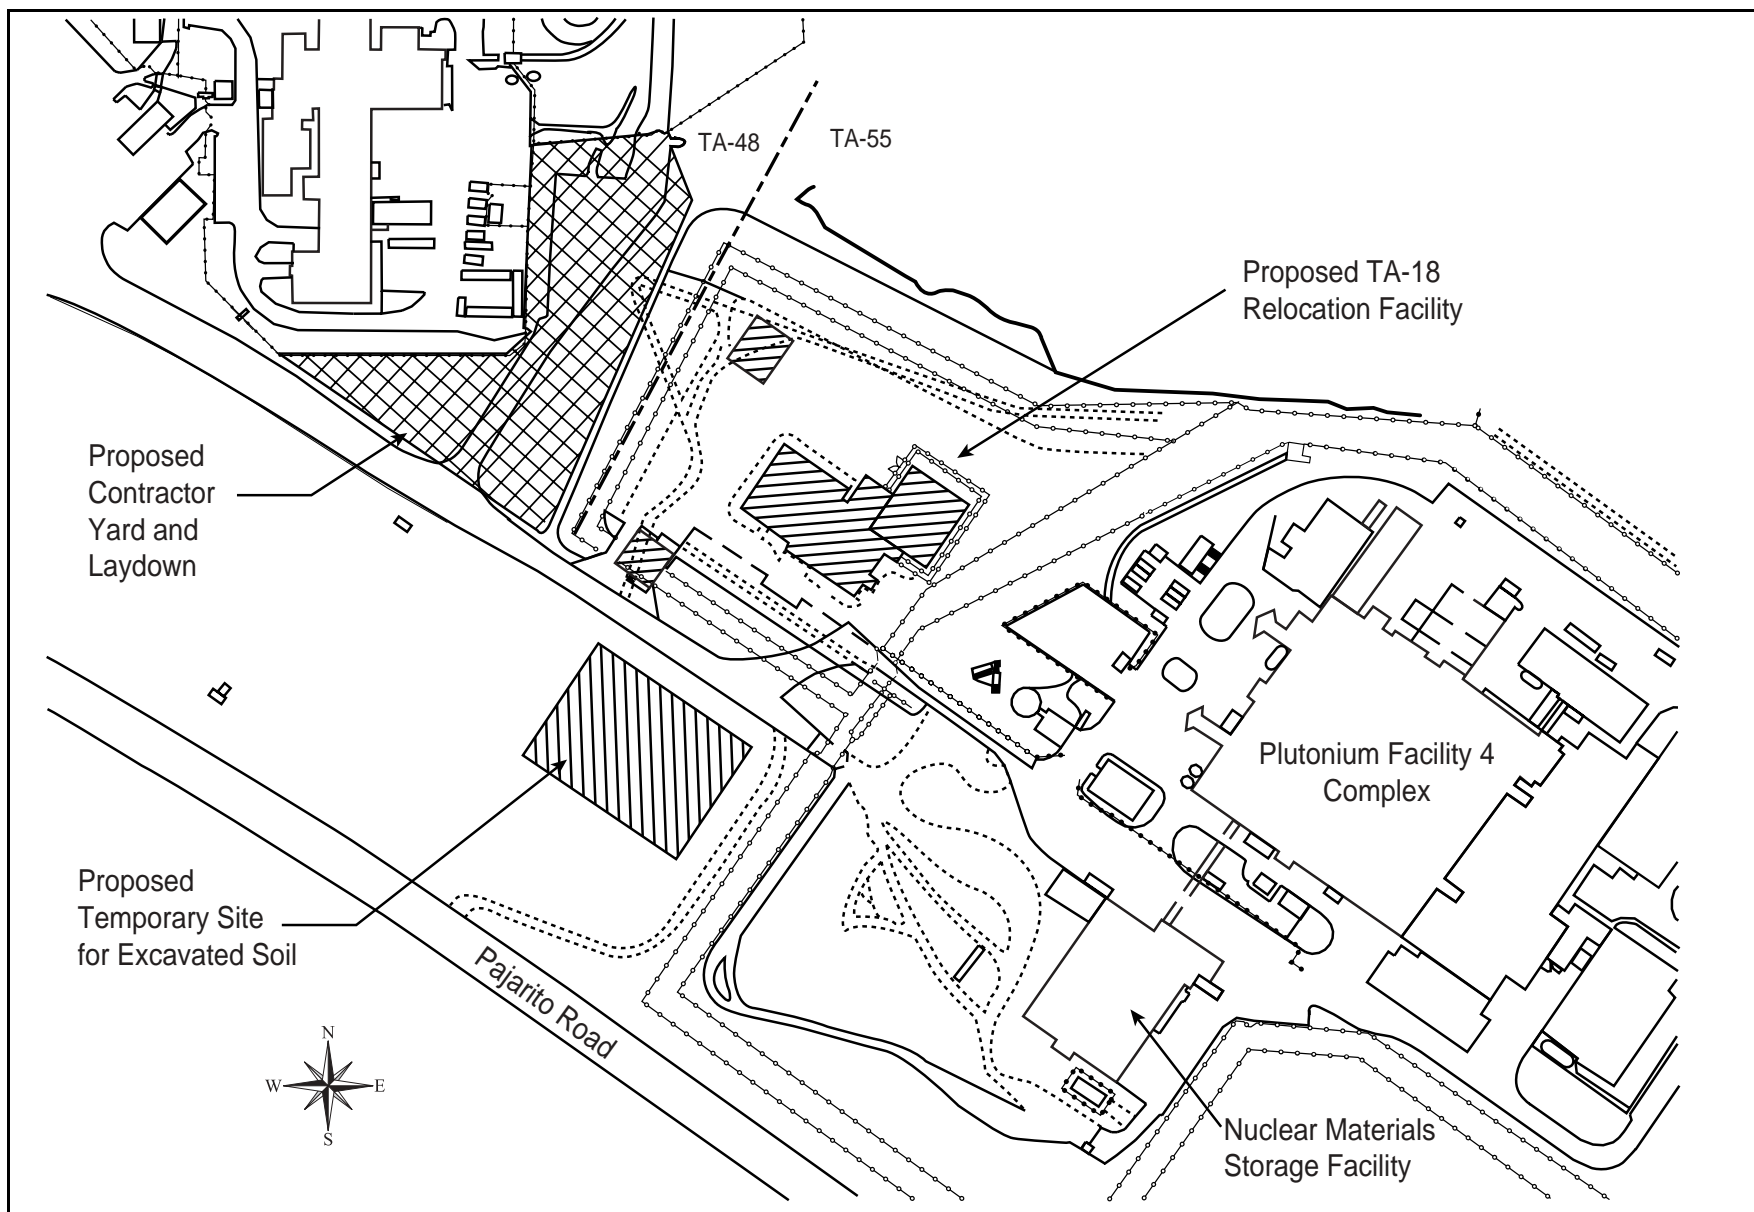 TA-48
TA-55
Proposed TA-18
Relocation Facility
Proposed
Contractor
Yard and
Laydown
Plutonium Facility 4
Complex
Proposed
Temporary Site
for Excavated Soil
Pajarito Road
N
W
E
S
Nuclear Materials
Storage Facility